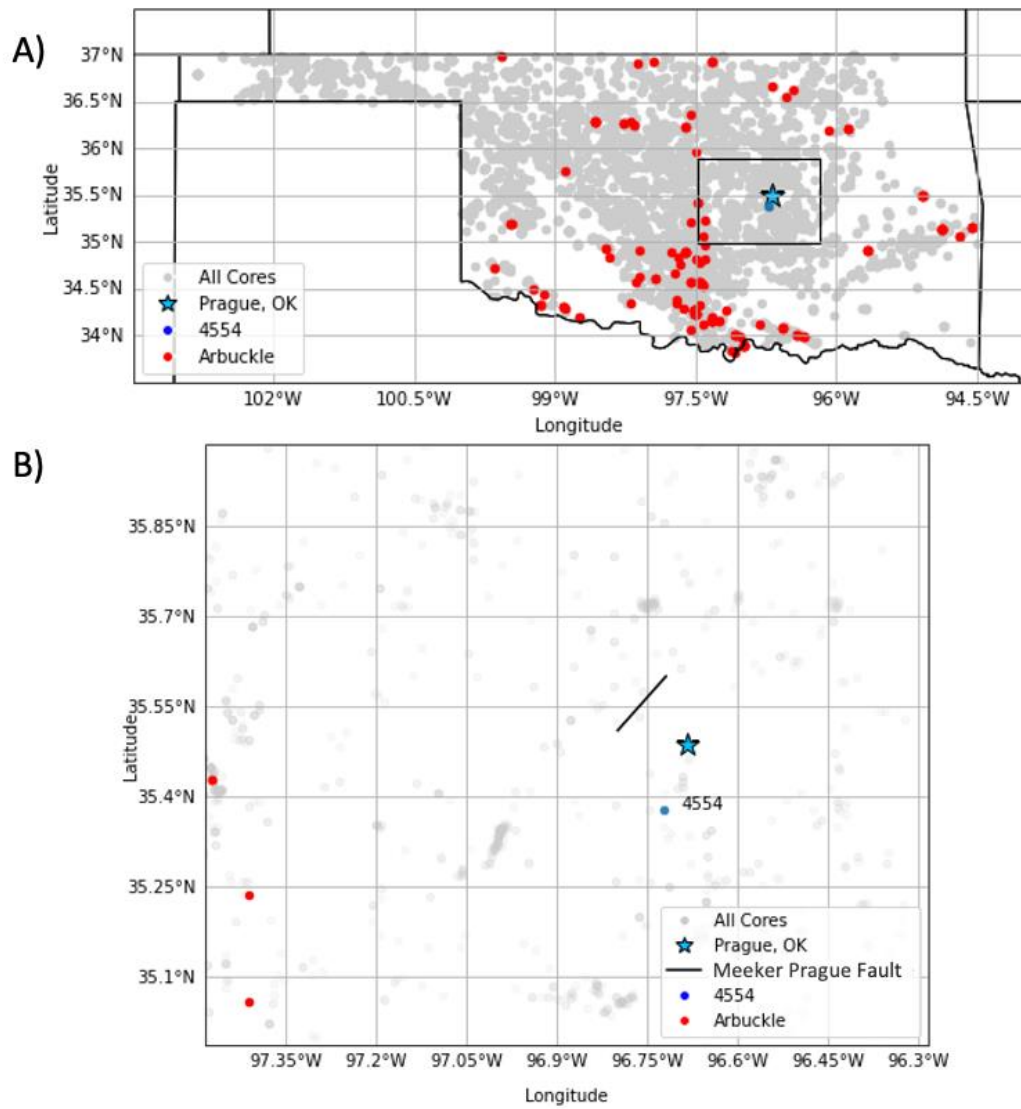 A)
37°N
36.5°N
36°N
35.5°N
35°N
34.5°N
34°N
Latitude
All Cores
Prague, OK
4554
Arbuckle
102°W 100.5°W 99°W 97.5°W 96°W 94.5°W
Longitude
B)
35.85°N
35.7°N
35.55°N
35.4°N
35.25°N
35.1°N
Latitude
4554
All Cores
Prague, OK
Meeker Prague Fault
4554
Arbuckle
97.35°W 97.2°W 97.05°W 96.9°W 96.75°W 96.6°W 96.45°W 96.3°W
Longitude